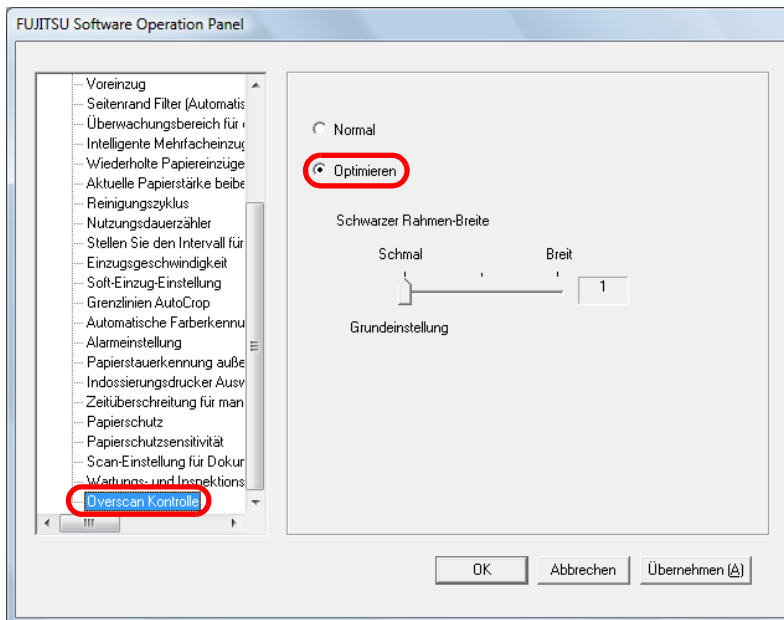 FUJITSU Software Operation Panel
Voreinzug
Seitenrand Filter (Automatis
Überwachungsbereich für
Intelligente Mehrfacheinzug
Wiederholte Papiereinzüge
Aktuelle Papierstärke beibe
Reinigungszyklus
Nutzungsdauerzähler
Stellen Sie den Intervall für
Einzugsgeschwindigkeit
Soft-Einzug-Einstellung
Grenzlinien AutoCrop
Automatische Farberkennu
Alarmeinstellung
Papierstauerkennung auße
Indossierungsdrucker Ausw
Zeitüberschreitung für man
Papierschutz
Papierschutzsensitivität
Scan-Einstellung für Dokur
Wartungs- und Inspektions
Overscan Kontrolle
Normal
Optimieren
Schwarzer Rahmen-Breite
Schmal Breit
1
Grundeinstellung
OK Abbrechen Übernehmen (A)